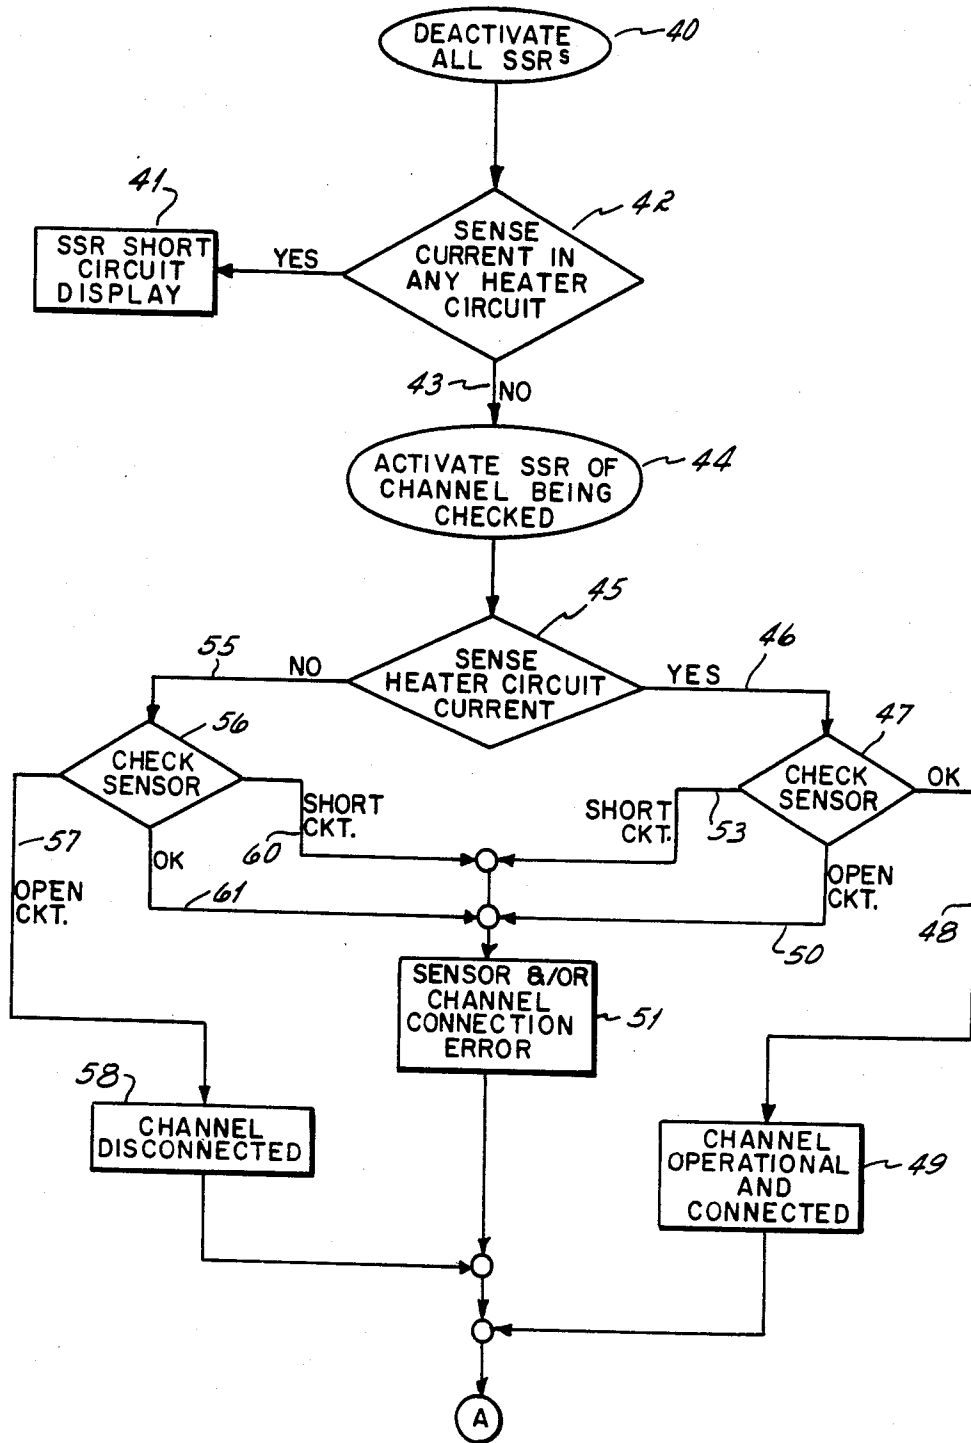 DEACTIVATE
ALL SSRS
40
41
42
SENSE
CURRENT IN
ANY HEATER
CIRCUIT
YES
SSR SHORT
CIRCUIT
DISPLAY
43
NO
44
ACTIVATE SSR OF
CHANNEL BEING
CHECKED
45
SENSE
HEATER CIRCUIT
CURRENT
55
NO
YES
46
56
CHECK
SENSOR
47
CHECK
SENSOR
OK
57
SHORT
CKT.
60
SHORT
CKT.
53
OK
OPEN
CKT.
61
OPEN
CKT.
50
48
SENSOR &/OR
CHANNEL
CONNECTION
ERROR
51
58
CHANNEL
DISCONNECTED
CHANNEL
OPERATIONAL
AND
CONNECTED
49
A